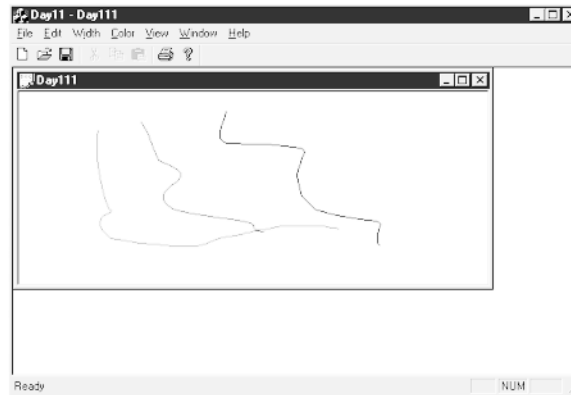 Day11 - Day111
File Edit Width Color View Window Help
Day111
Ready NUM